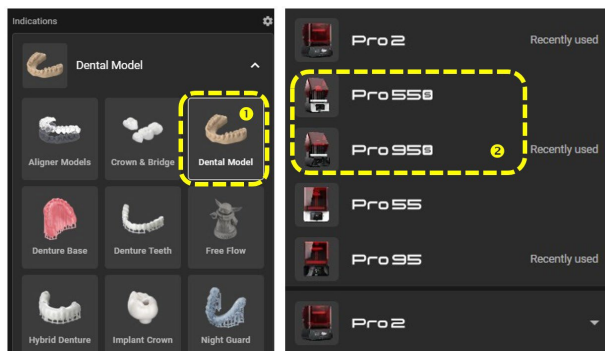 Indications
Dental Model
1
Aligner Models
Crown & Bridge
Dental Model
Denture Base
Denture Teeth
Free Flow
Hybrid Denture
Implant Crown
Night Guard
Pro 2 Recently used
Pro 55 S
Pro 95 S 2 Recently used
Pro 55
Pro 95 Recently used
Pro 2